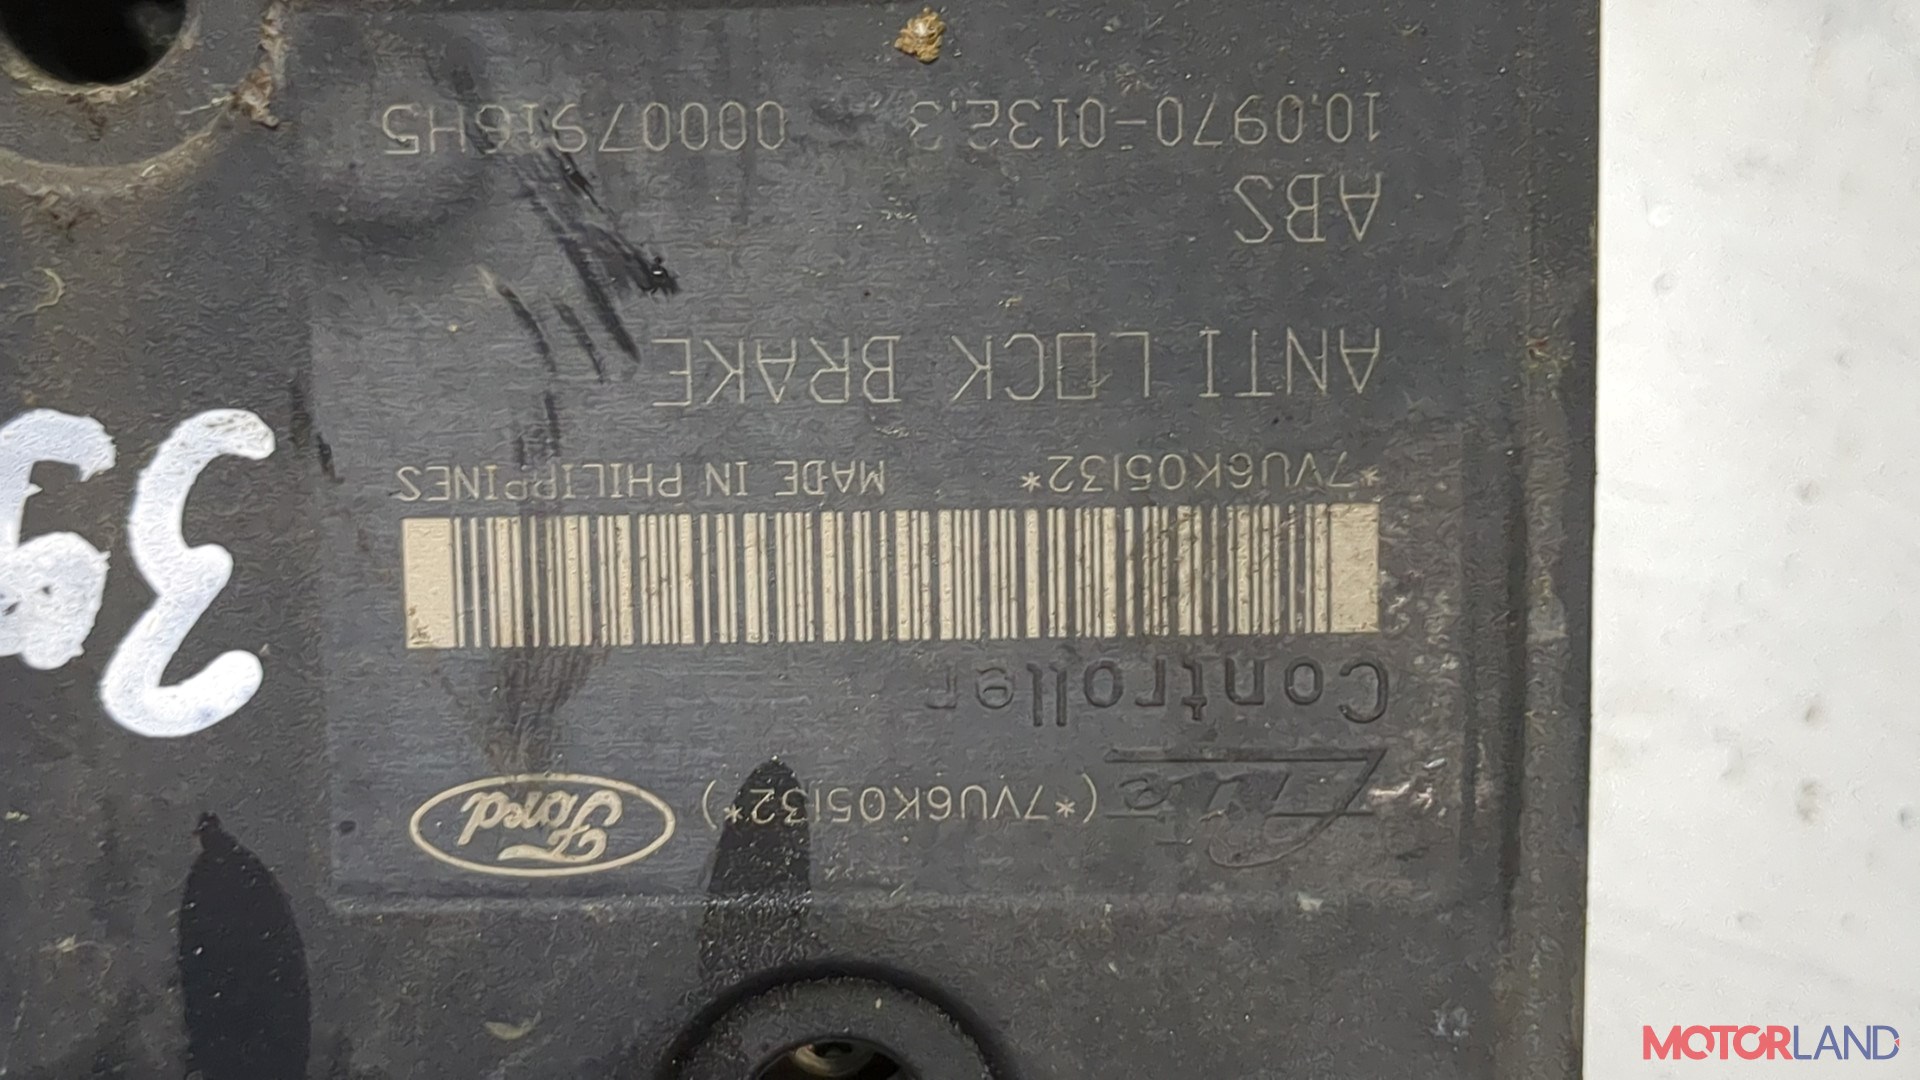 Ford (*7VU6K05I32*)
Controller
*7VU6K05I32* MADE IN PHILIPPINES
ANTI LOCK BRAKE
ABS
10.0970-0132.3 00007916H5
39
MOTORLAND